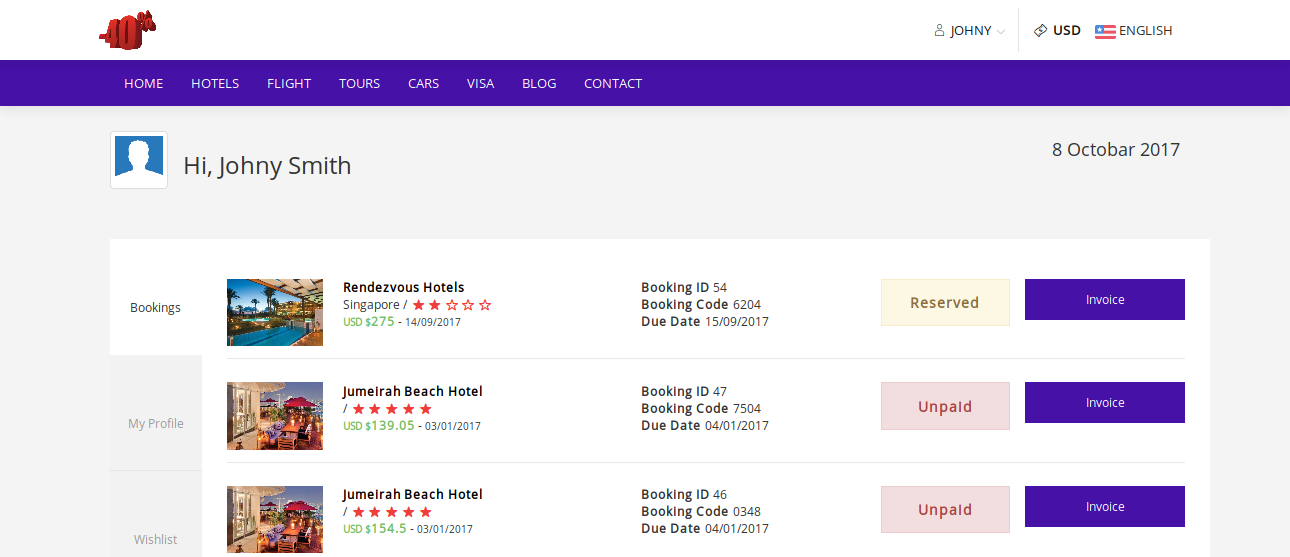 40%
JOHNY
USD
ENGLISH
HOME HOTELS FLIGHT TOURS CARS VISA BLOG CONTACT
Hi, Johny Smith
8 Octobar 2017
Bookings
My Profile
Wishlist
Rendezvous Hotels
Singapore /
USD $275 - 14/09/2017
Booking ID 54
Booking Code 6204
Due Date 15/09/2017
Reserved
Invoice
Jumeirah Beach Hotel
/
USD $139.05 - 03/01/2017
Booking ID 47
Booking Code 7504
Due Date 04/01/2017
Unpaid
Invoice
Jumeirah Beach Hotel
/
USD $154.5 - 03/01/2017
Booking ID 46
Booking Code 0348
Due Date 04/01/2017
Unpaid
Invoice